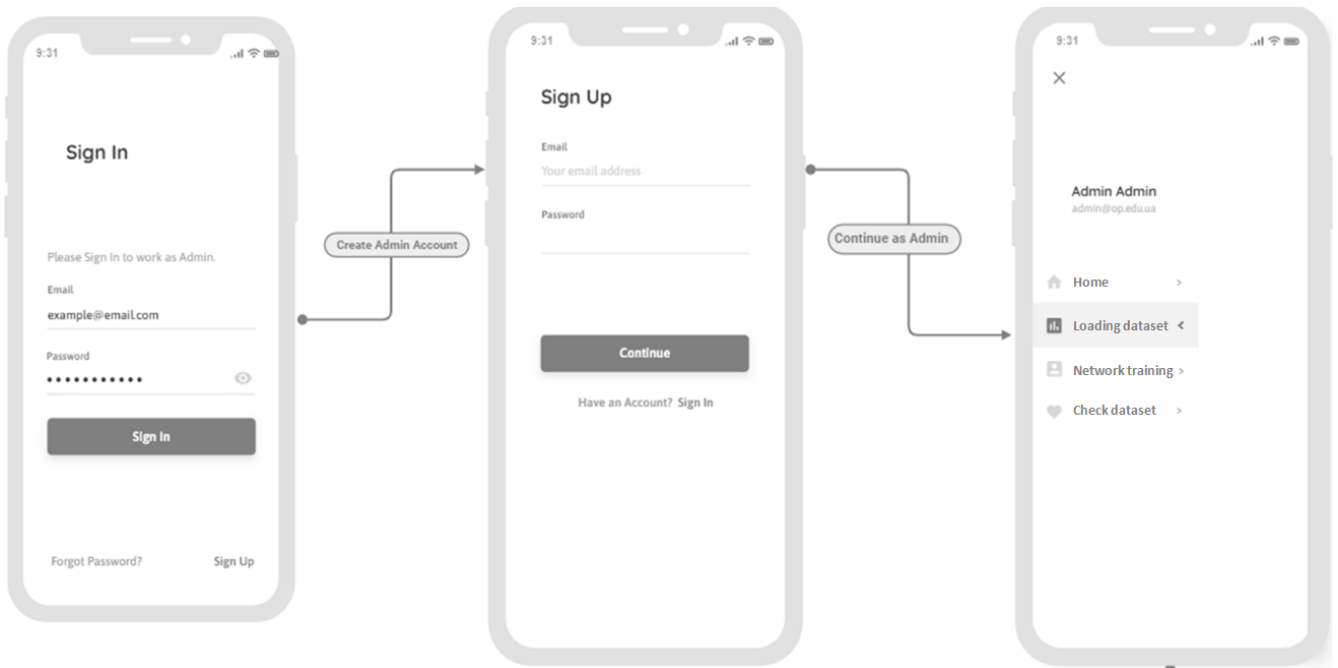 9:31
Sign In
Please Sign In to work as Admin.
Email
example@email.com
Password
Sign In
Forgot Password?
Sign Up
Create Admin Account
9:31
Sign Up
Email
Your email address
Password
Continue
Have an Account? Sign In
Continue as Admin
9:31
Admin Admin
admin@op.edu.ua
Home
Loading dataset
Network training
Check dataset